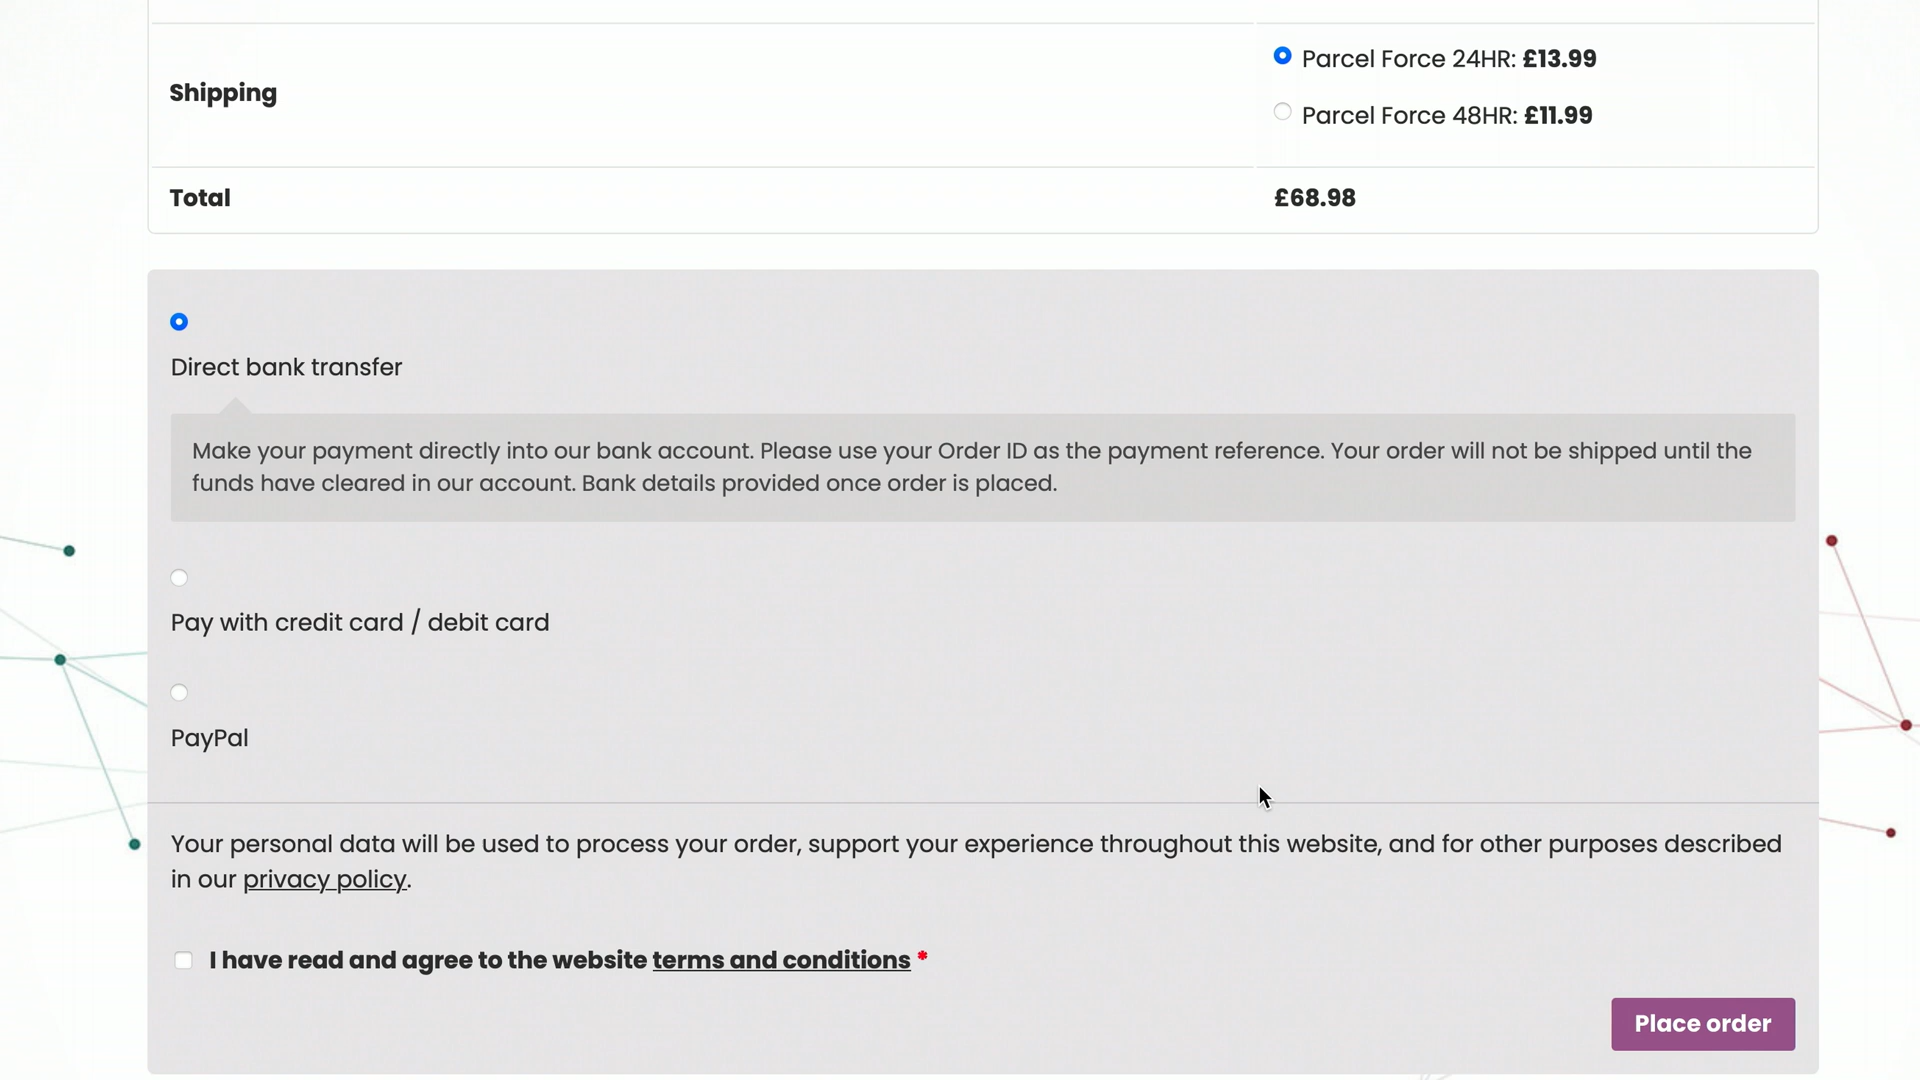 Parcel Force 24HR: £13.99
Shipping
Parcel Force 48HR: £11.99
Total £68.98
Direct bank transfer
Make your payment directly into our bank account. Please use your Order ID as the payment reference. Your order will not be shipped until the
funds have cleared in our account. Bank details provided once order is placed.
Pay with credit card / debit card
PayPal
Your personal data will be used to process your order, support your experience throughout this website, and for other purposes described
in our privacy policy.
I have read and agree to the website terms and conditions *
Place order